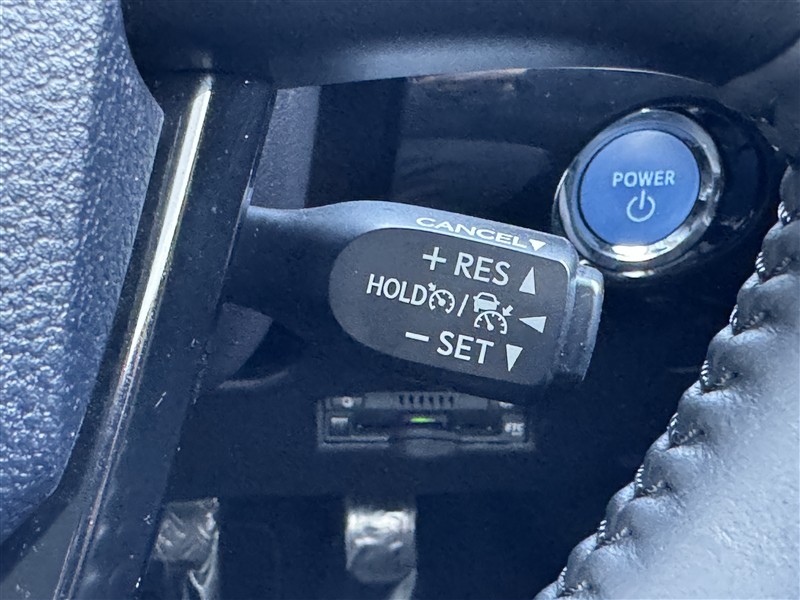 POWER
CANCEL▼
+ RES ▲
HOLD /
− SET ▼